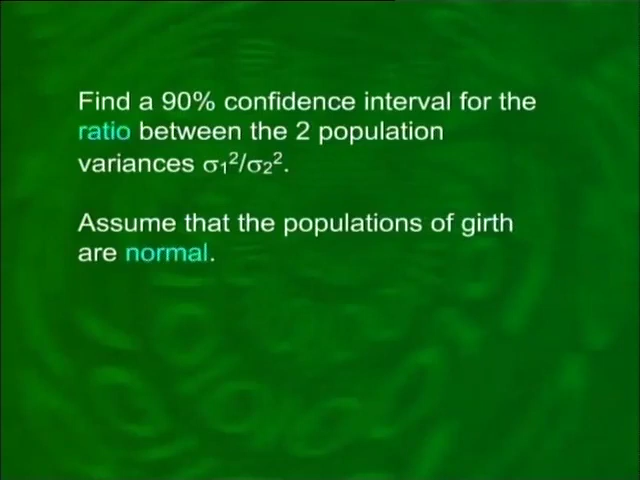 Find a 90% confidence interval for the
ratio between the 2 population
variances σ₁²/σ₂².
Assume that the populations of girth
are normal.